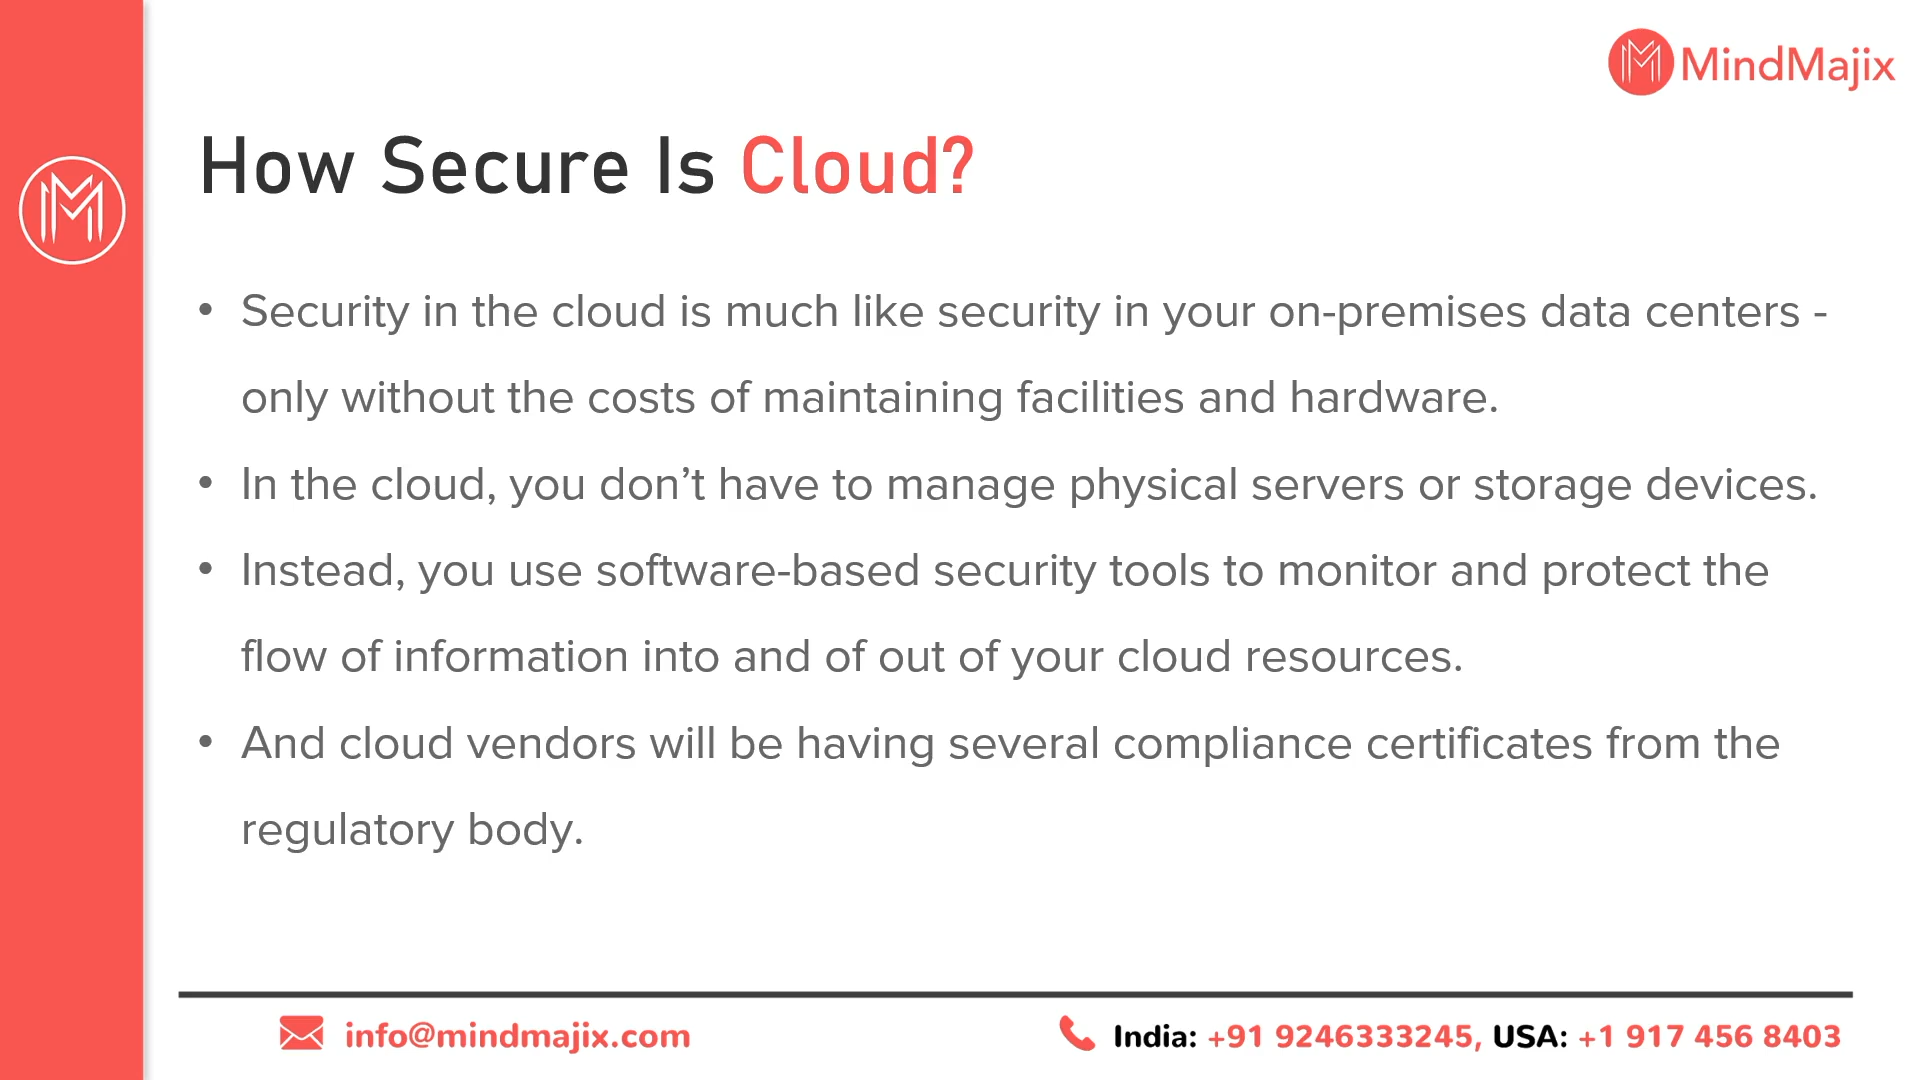 MindMajix
How Secure Is Cloud?
• Security in the cloud is much like security in your on-premises data centers -
only without the costs of maintaining facilities and hardware.
• In the cloud, you don’t have to manage physical servers or storage devices.
• Instead, you use software-based security tools to monitor and protect the
flow of information into and of out of your cloud resources.
• And cloud vendors will be having several compliance certificates from the
regulatory body.
info@mindmajix.com
India: +91 9246333245, USA: +1 917 456 8403